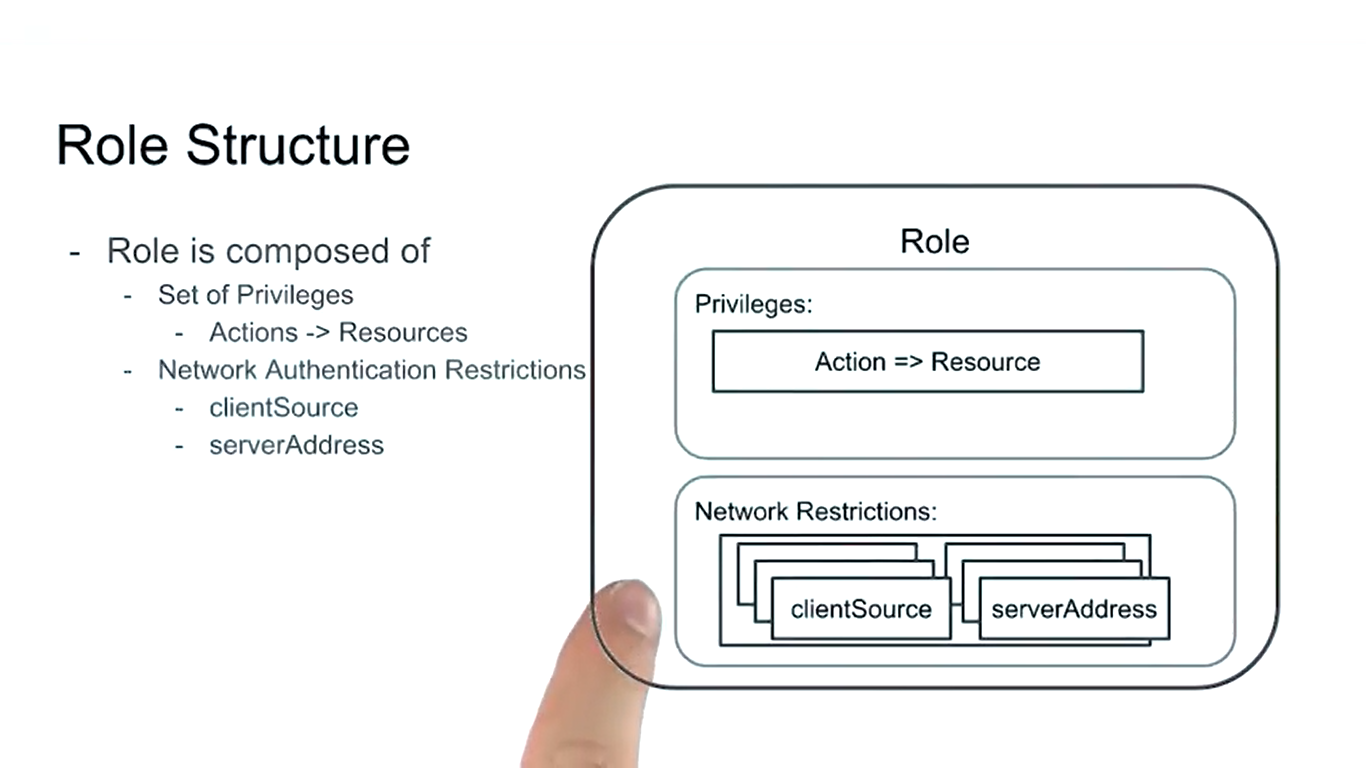 Role Structure
- Role is composed of
- Set of Privileges
- Actions -> Resources
- Network Authentication Restrictions
- clientSource
- serverAddress
Role
Privileges:
Action => Resource
Network Restrictions:
clientSource
serverAddress